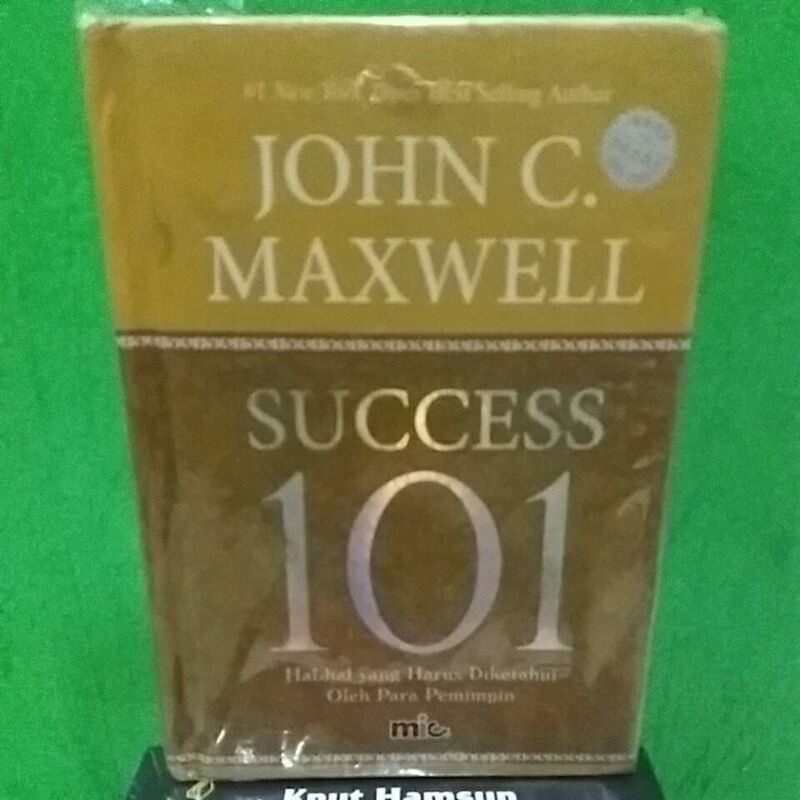 #1 New York Times Best Selling Author
JOHN C.
MAXWELL
SUCCESS
101
Hal-hal yang Harus Diketahui
Oleh Para Pemimpin
mic
Knut Hamsun